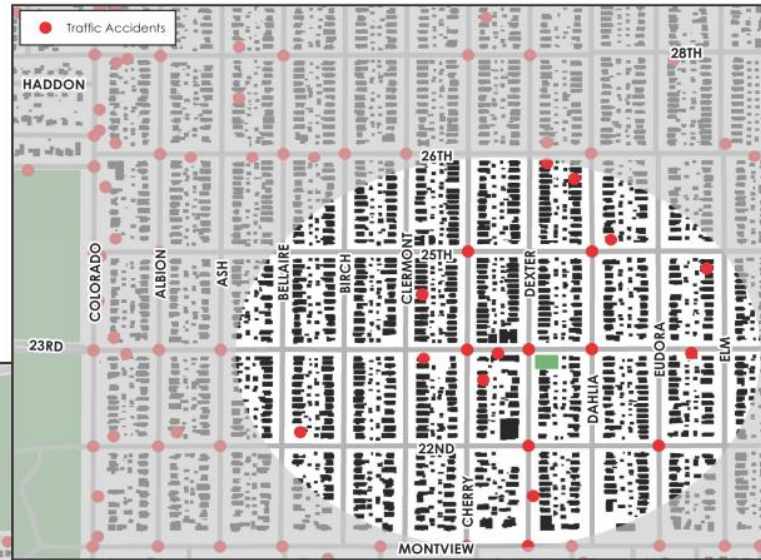 Traffic Accidents
28TH
HADDON
26TH
COLORADO
ALBION
ASH
BELLAIRE
BIRCH
CLERMONT
25TH
DEXTER
23RD
DAHLIA
EUDORA
ELM
22ND
CHERRY
MONTVIEW